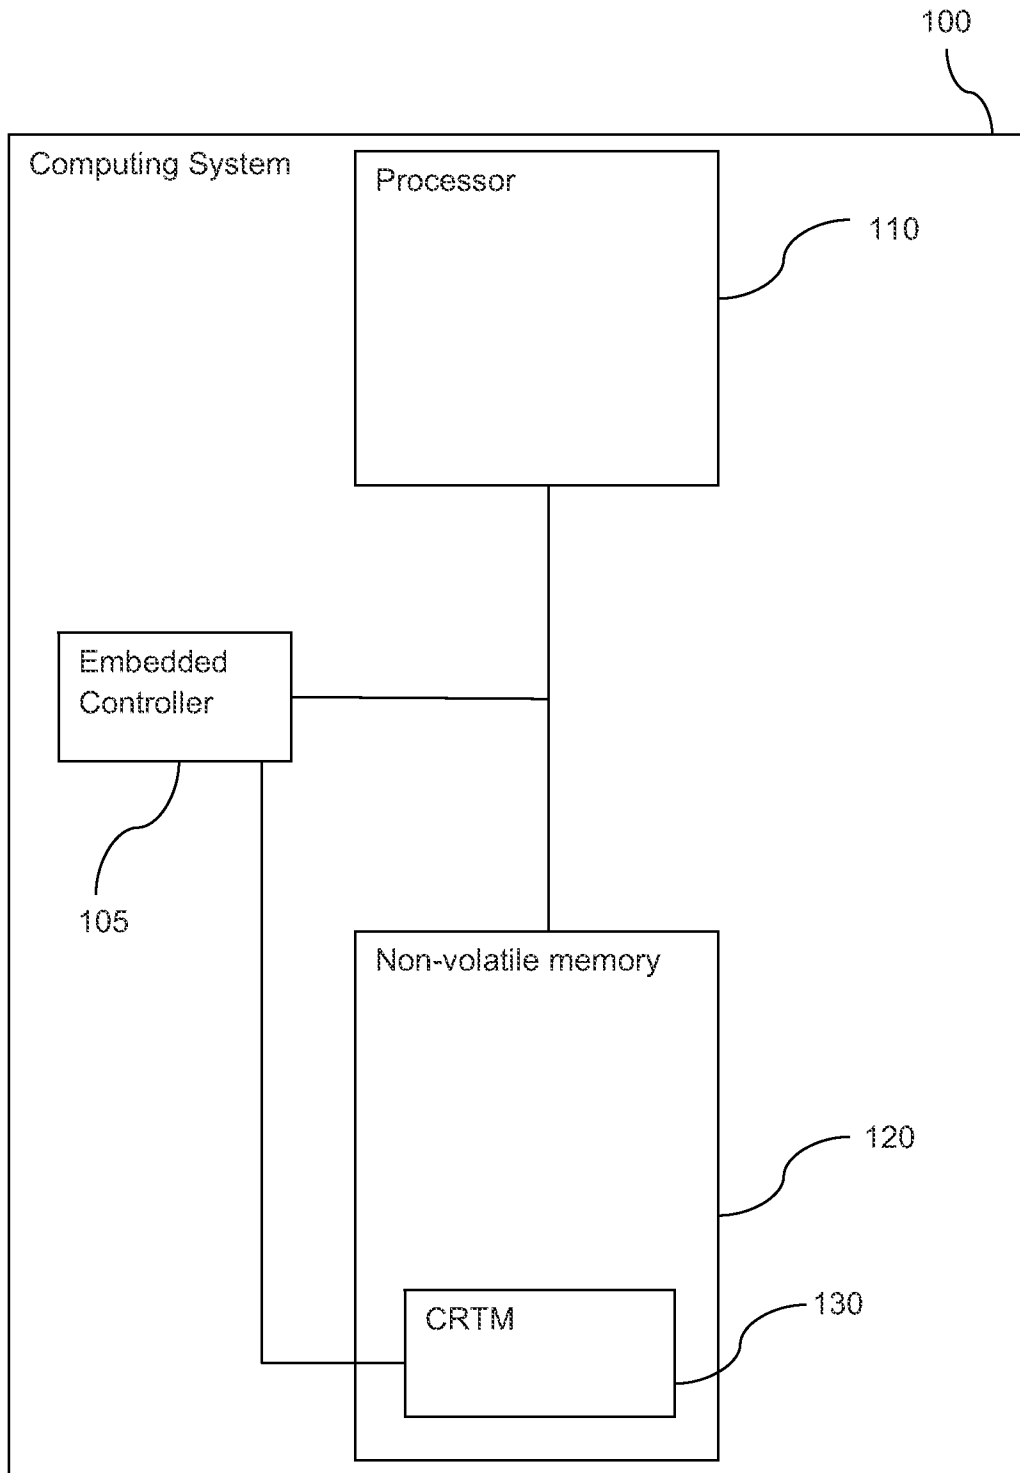 100
Computing System
Processor
110
Embedded
Controller
105
Non-volatile memory
120
CRTM
130